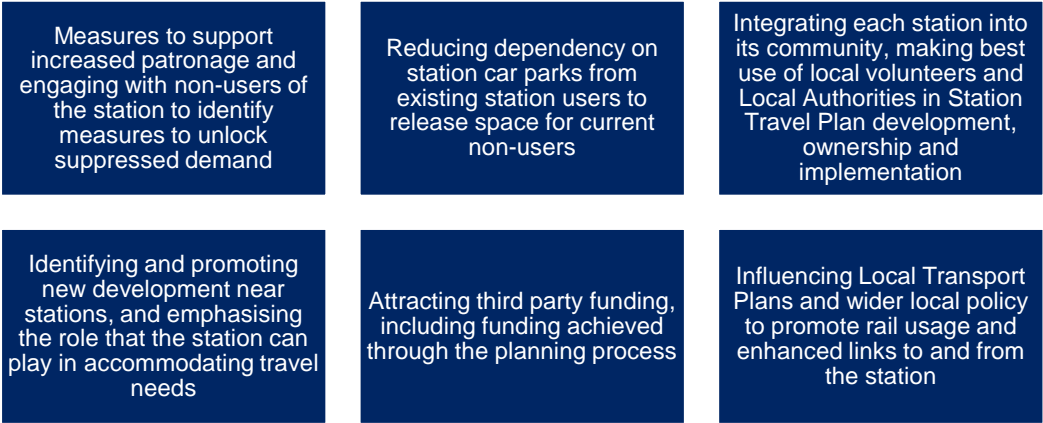 Measures to support
increased patronage and
engaging with non-users of
the station to identify
measures to unlock
suppressed demand
Reducing dependency on
station car parks from
existing station users to
release space for current
non-users
Integrating each station into
its community, making best
use of local volunteers and
Local Authorities in Station
Travel Plan development,
ownership and
implementation
Identifying and promoting
new development near
stations, and emphasising
the role that the station can
play in accommodating travel
needs
Attracting third party funding,
including funding achieved
through the planning process
Influencing Local Transport
Plans and wider local policy
to promote rail usage and
enhanced links to and from
the station